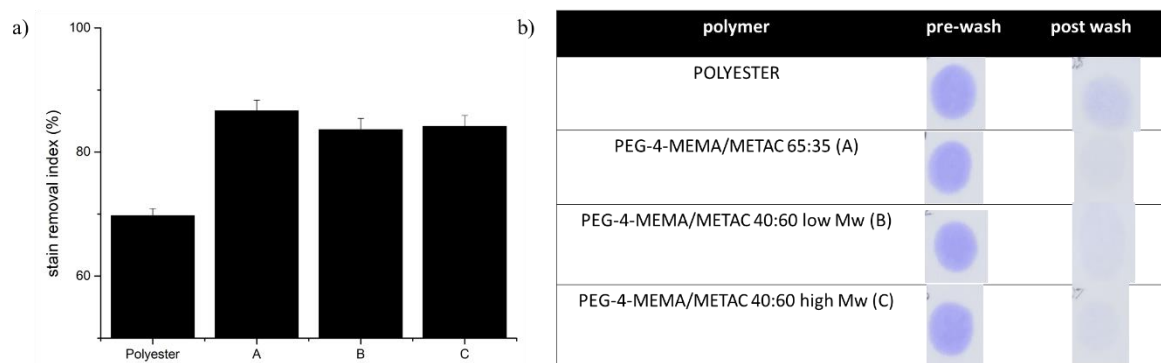 a)
100
80
60
stain removal index (%)
Polyester A B C
b)
polymer pre-wash post wash
POLYESTER
PEG-4-MEMA/METAC 65:35 (A)
PEG-4-MEMA/METAC 40:60 low Mw (B)
PEG-4-MEMA/METAC 40:60 high Mw (C)